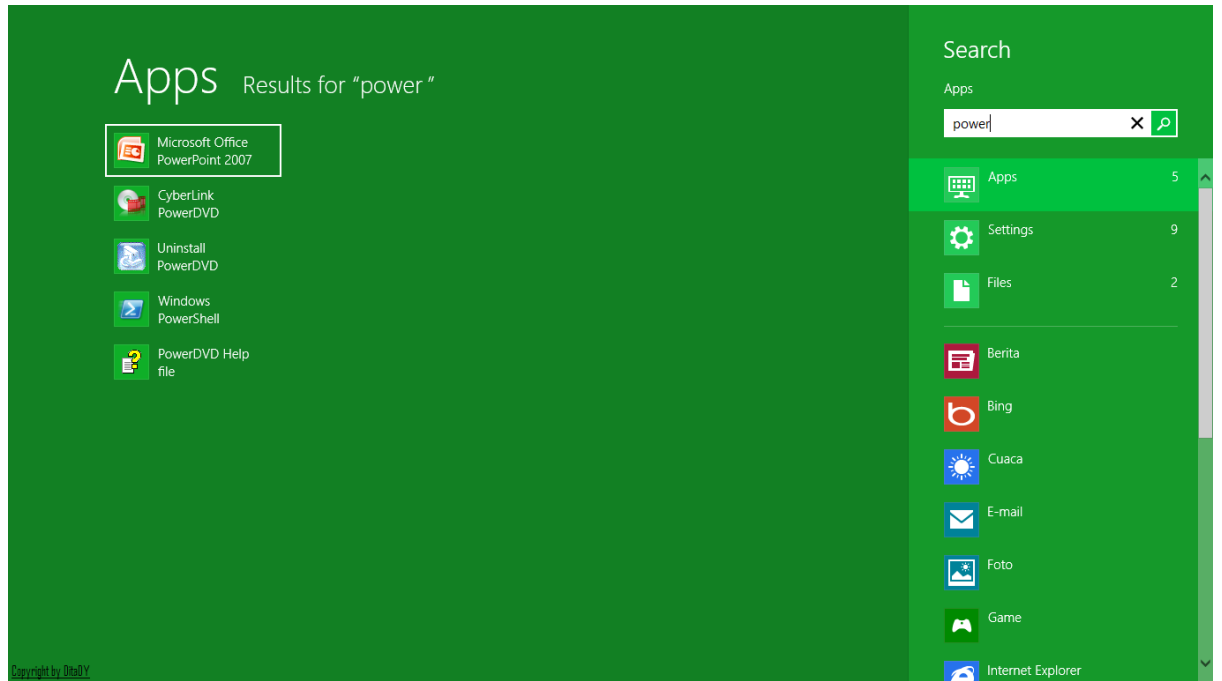 Apps Results for “power ”
Microsoft Office
PowerPoint 2007
CyberLink
PowerDVD
Uninstall
PowerDVD
Windows
PowerShell
PowerDVD Help
file
Search
Apps
power
Apps 5
Settings 9
Files 2
Berita
Bing
Cuaca
E-mail
Foto
Game
Internet Explorer
Copyright by DitaDY